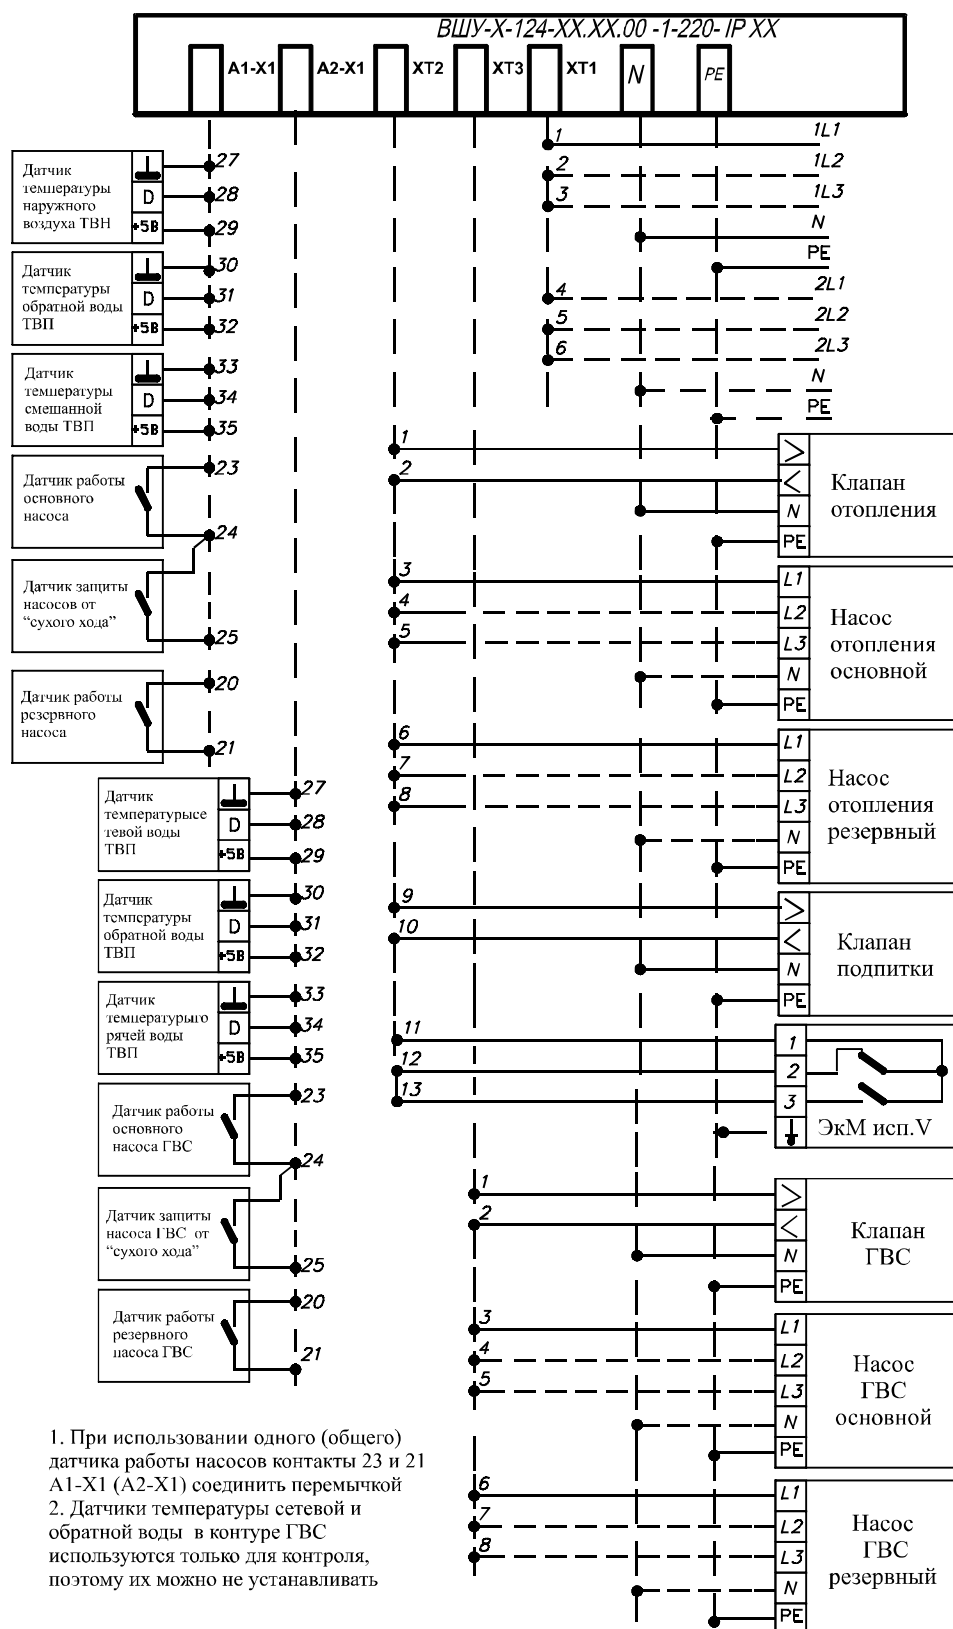 ВШУ-Х-124-ХХ.ХХ.00 -1-220- IP XX
А1-Х1
А2-Х1
ХТ2
ХТ3
ХТ1
N
PE
1
1L1
2
1L2
3
1L3
N
PE
4
2L1
5
2L2
6
2L3
N
PE
Датчик
температуры
наружного
воздуха ТВН
D
+5В
27
28
29
Датчик
температуры
обратной воды
ТВП
D
+5В
30
31
32
Датчик
температуры
смешанной
воды ТВП
D
+5В
33
34
35
Датчик работы
основного
насоса
23
24
Датчик защиты
насосов от
“сухого хода”
25
Датчик работы
резервного
насоса
20
21
Датчик
температурысе
тевой воды
ТВП
D
+5В
27
28
29
Датчик
температуры
обратной воды
ТВП
D
+5В
30
31
32
Датчик
температурыго
рячей воды
ТВП
D
+5В
33
34
35
Датчик работы
основного
насоса ГВС
23
24
Датчик защиты
насоса ГВС от
“сухого хода”
25
Датчик работы
резервного
насоса ГВС
20
21
1
2
>
<
N
PE
Клапан
отопления
3
4
5
L1
L2
L3
N
PE
Насос
отопления
основной
6
7
8
L1
L2
L3
N
PE
Насос
отопления
резервный
9
10
>
<
N
PE
Клапан
подпитки
11
12
13
1
2
3
ЭкМ исп.V
1
2
>
<
N
PE
Клапан
ГВС
3
4
5
L1
L2
L3
N
PE
Насос
ГВС
основной
6
7
8
L1
L2
L3
N
PE
Насос
ГВС
резервный
1. При использовании одного (общего)
датчика работы насосов контакты 23 и 21
А1-Х1 (А2-Х1) соединить перемычкой
2. Датчики температуры сетевой и
обратной воды в контуре ГВС
используются только для контроля,
поэтому их можно не устанавливать